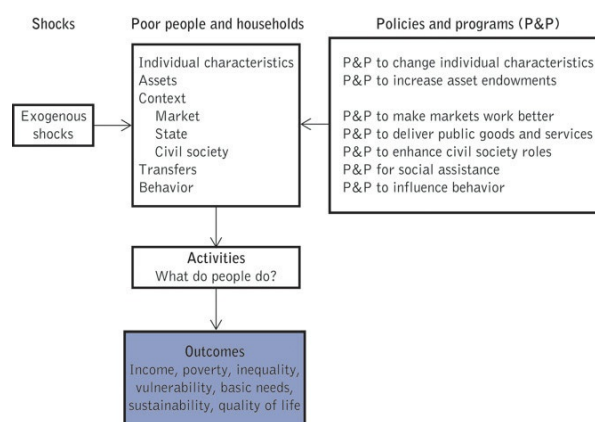 Shocks
Poor people and households
Policies and programs (P&P)
Exogenous
shocks
Individual characteristics
Assets
Context
Market
State
Civil society
Transfers
Behavior
P&P to change individual characteristics
P&P to increase asset endowments
P&P to make markets work better
P&P to deliver public goods and services
P&P to enhance civil society roles
P&P for social assistance
P&P to influence behavior
Activities
What do people do?
Outcomes
Income, poverty, inequality,
vulnerability, basic needs,
sustainability, quality of life